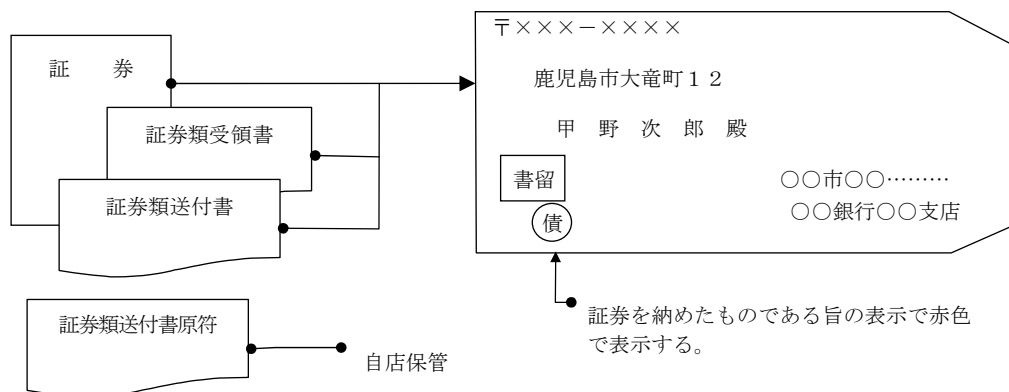 証　　券
証券類受領書
証券類送付書
〒×××－××××
鹿児島市大竜町１２
甲　野　次　郎　殿
書留
債
○○市○○………
○○銀行○○支店
証券を納めたものである旨の表示で赤色
で表示する。
証券類送付書原符
自店保管